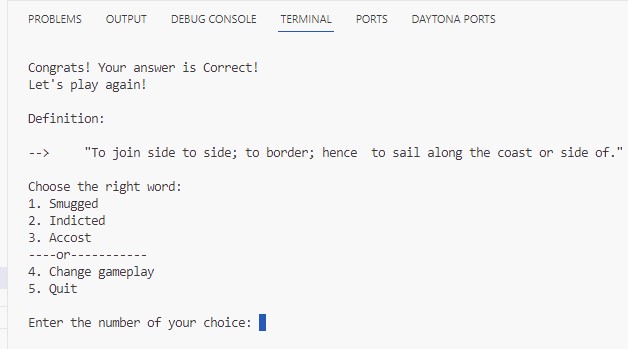 PROBLEMS OUTPUT DEBUG CONSOLE TERMINAL PORTS DAYTONA PORTS
Congrats! Your answer is Correct!
Let's play again!
Definition:
--> "To join side to side; to border; hence  to sail along the coast or side of."
Choose the right word:
1. Smugged
2. Indicted
3. Accost
----or-----------
4. Change gameplay
5. Quit
Enter the number of your choice: